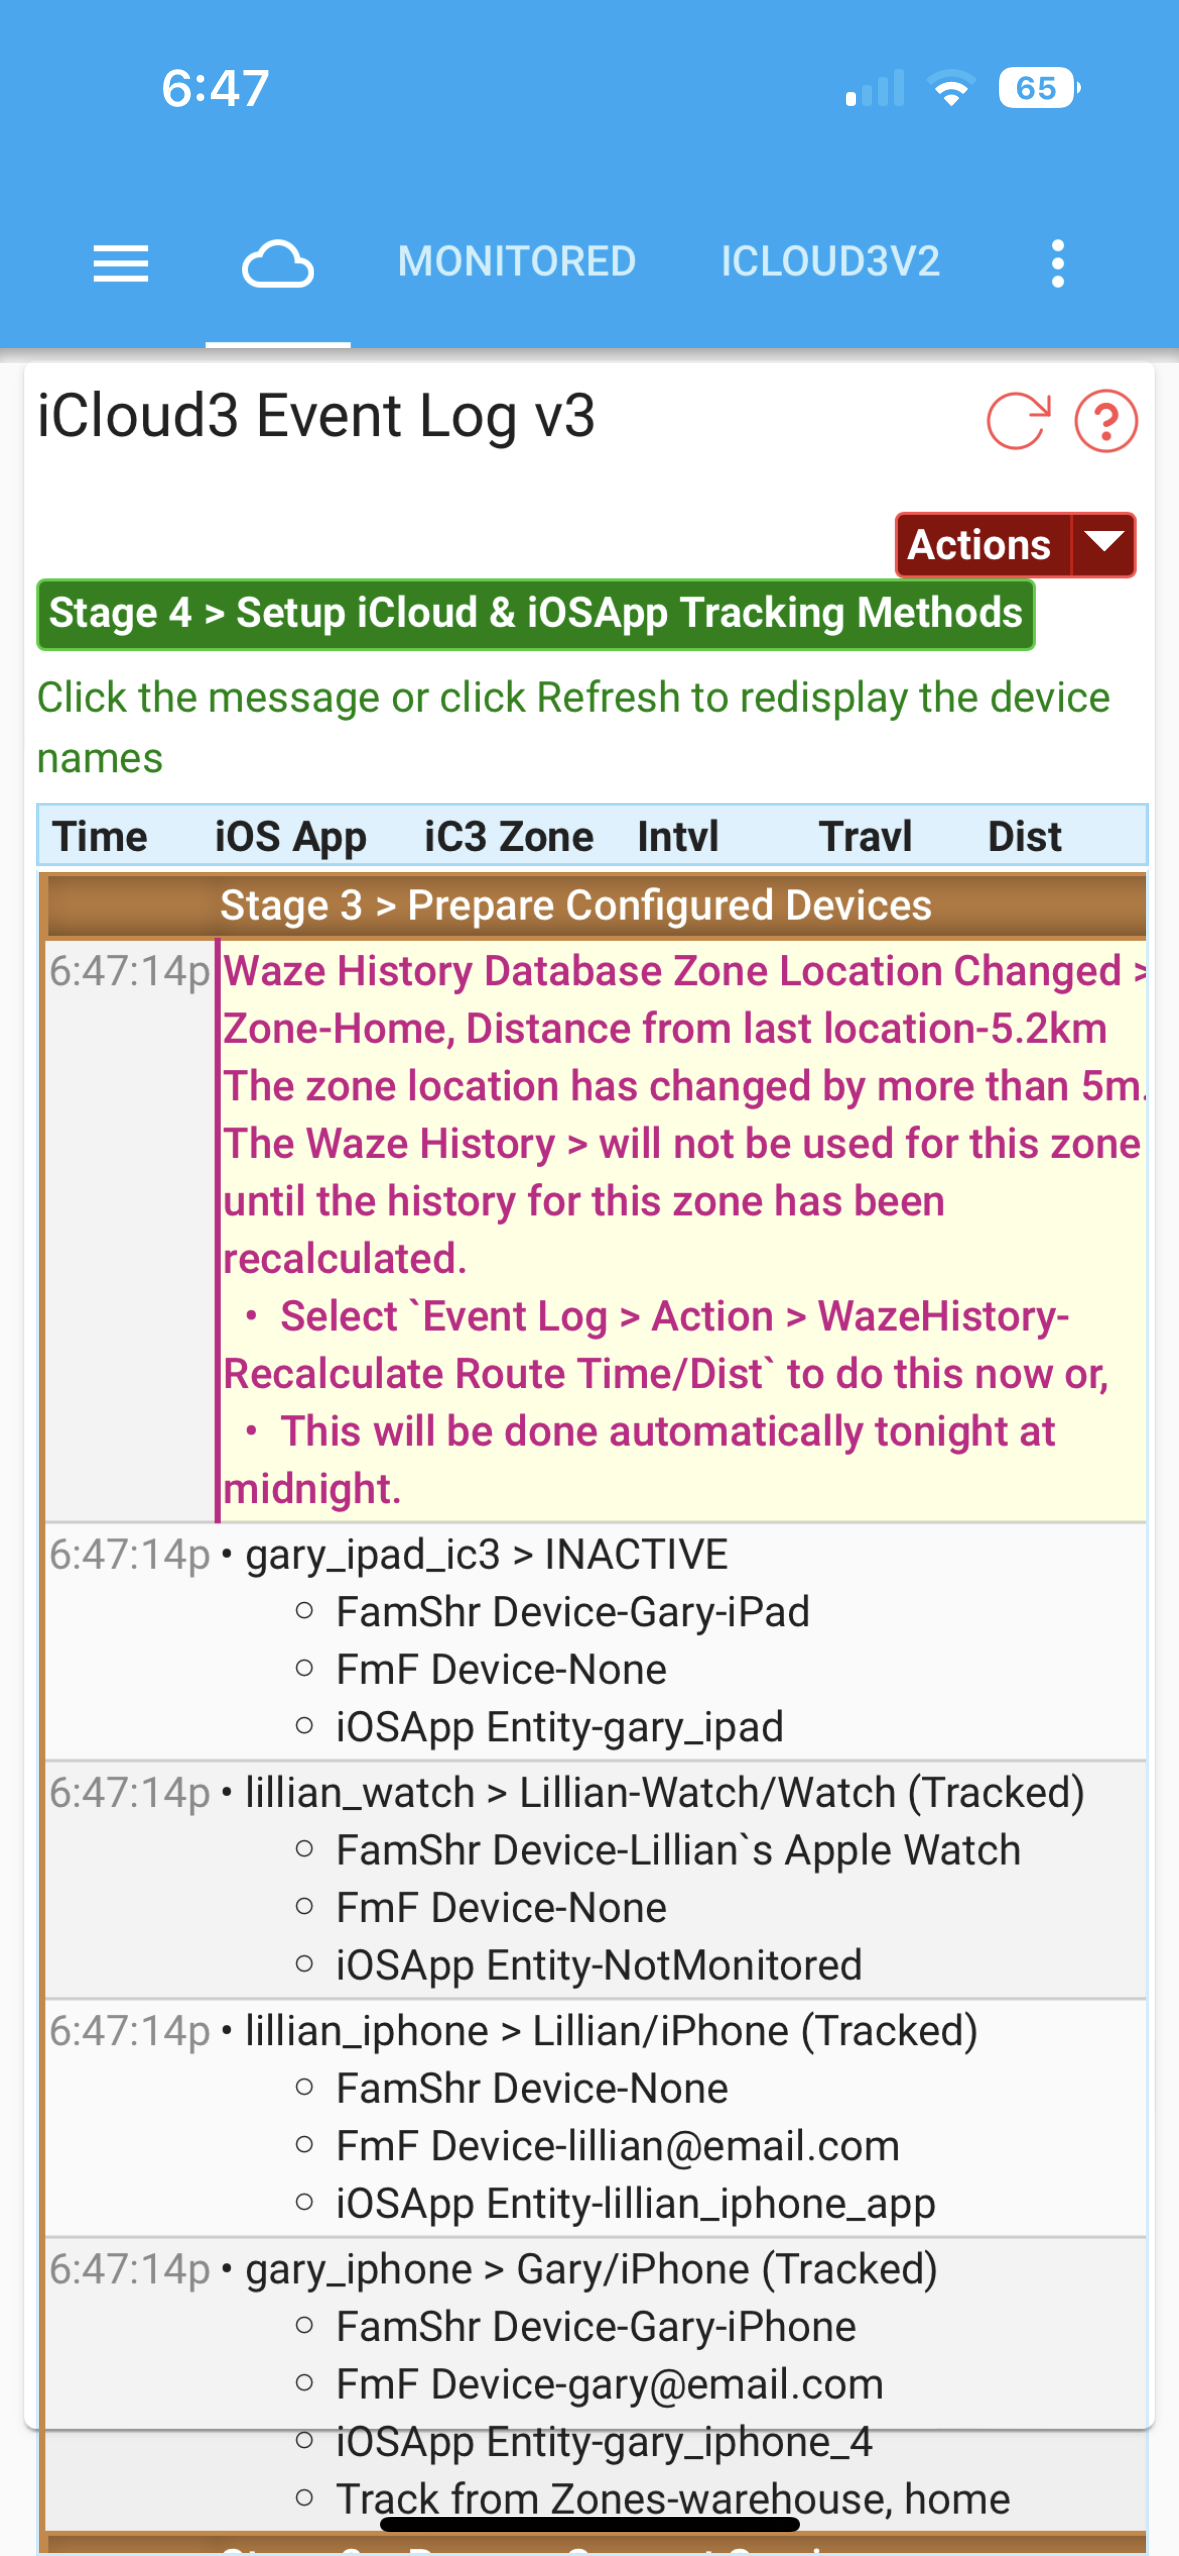 6:47
65
MONITORED
ICLOUD3V2
iCloud3 Event Log v3
?
Actions
Stage 4 > Setup iCloud & iOSApp Tracking Methods
Click the message or click Refresh to redisplay the device
names
Time iOS App iC3 Zone Intvl Travl Dist
Stage 3 > Prepare Configured Devices
6:47:14p Waze History Database Zone Location Changed >
Zone-Home, Distance from last location-5.2km
The zone location has changed by more than 5m.
The Waze History > will not be used for this zone
until the history for this zone has been
recalculated.
• Select `Event Log > Action > WazeHistory-
Recalculate Route Time/Dist` to do this now or,
• This will be done automatically tonight at
midnight.
6:47:14p • gary_ipad_ic3 > INACTIVE
○ FamShr Device-Gary-iPad
○ FmF Device-None
○ iOSApp Entity-gary_ipad
6:47:14p • lillian_watch > Lillian-Watch/Watch (Tracked)
○ FamShr Device-Lillian`s Apple Watch
○ FmF Device-None
○ iOSApp Entity-NotMonitored
6:47:14p • lillian_iphone > Lillian/iPhone (Tracked)
○ FamShr Device-None
○ FmF Device-lillian@email.com
○ iOSApp Entity-lillian_iphone_app
6:47:14p • gary_iphone > Gary/iPhone (Tracked)
○ FamShr Device-Gary-iPhone
○ FmF Device-gary@email.com
○ iOSApp Entity-gary_iphone_4
○ Track from Zones-warehouse, home